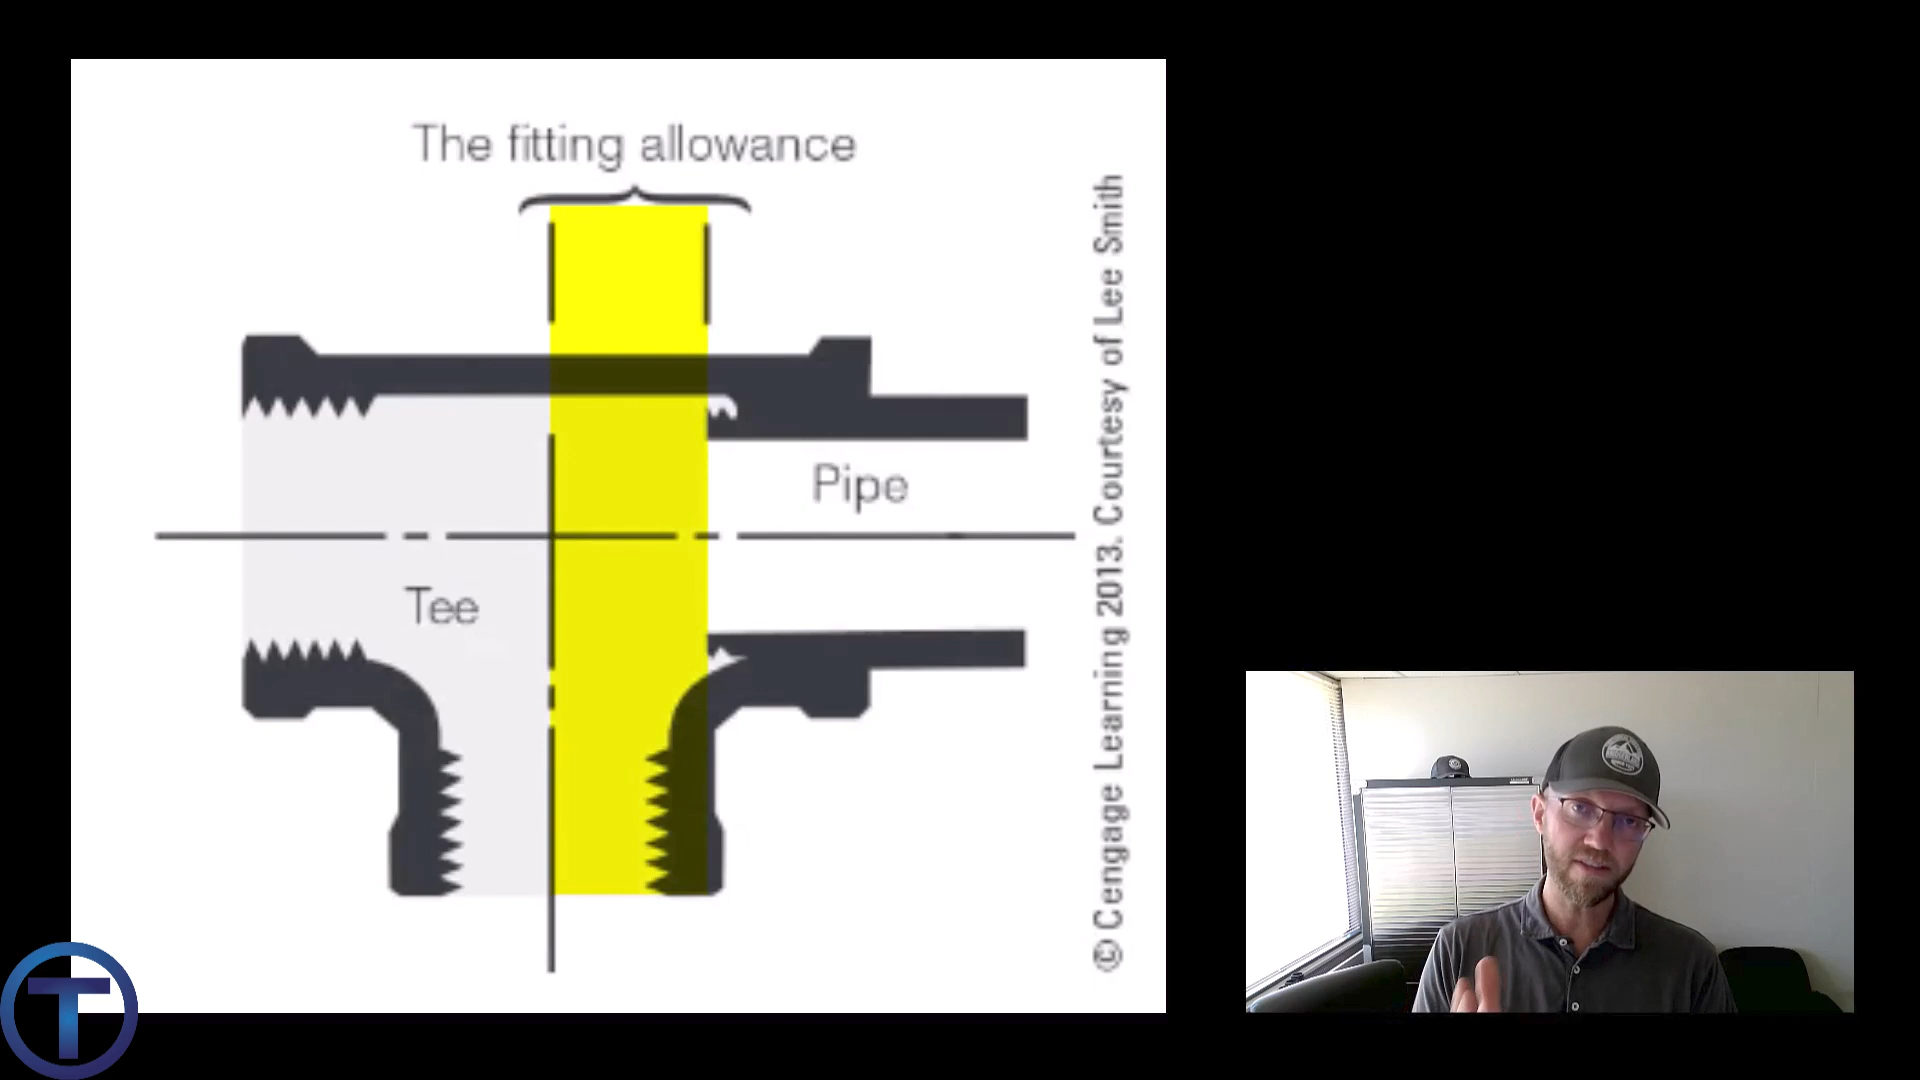 The fitting allowance
Pipe
Tee
© Cengage Learning 2013. Courtesy of Lee Smith
T